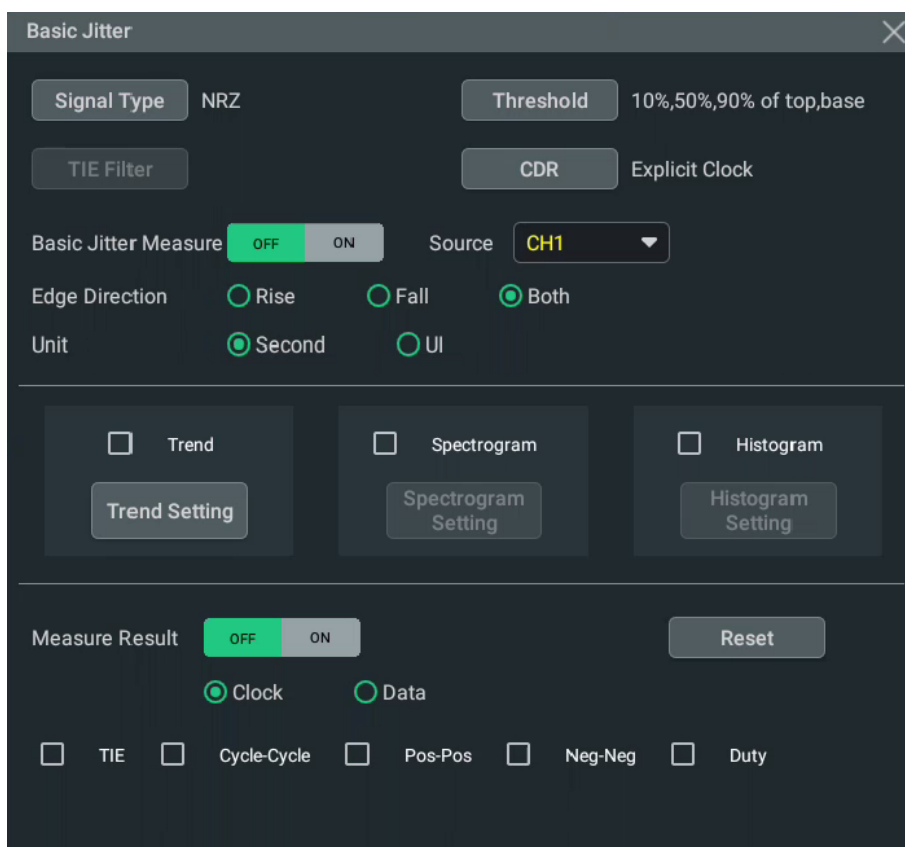 Basic Jitter
Signal Type NRZ Threshold 10%,50%,90% of top,base
TIE Filter CDR Explicit Clock
Basic Jitter Measure OFF ON Source CH1
Edge Direction Rise Fall Both
Unit Second UI
Trend Spectrogram Histogram
Trend Setting
Spectrogram
Setting
Histogram
Setting
Measure Result OFF ON Reset
Clock Data
TIE Cycle-Cycle Pos-Pos Neg-Neg Duty